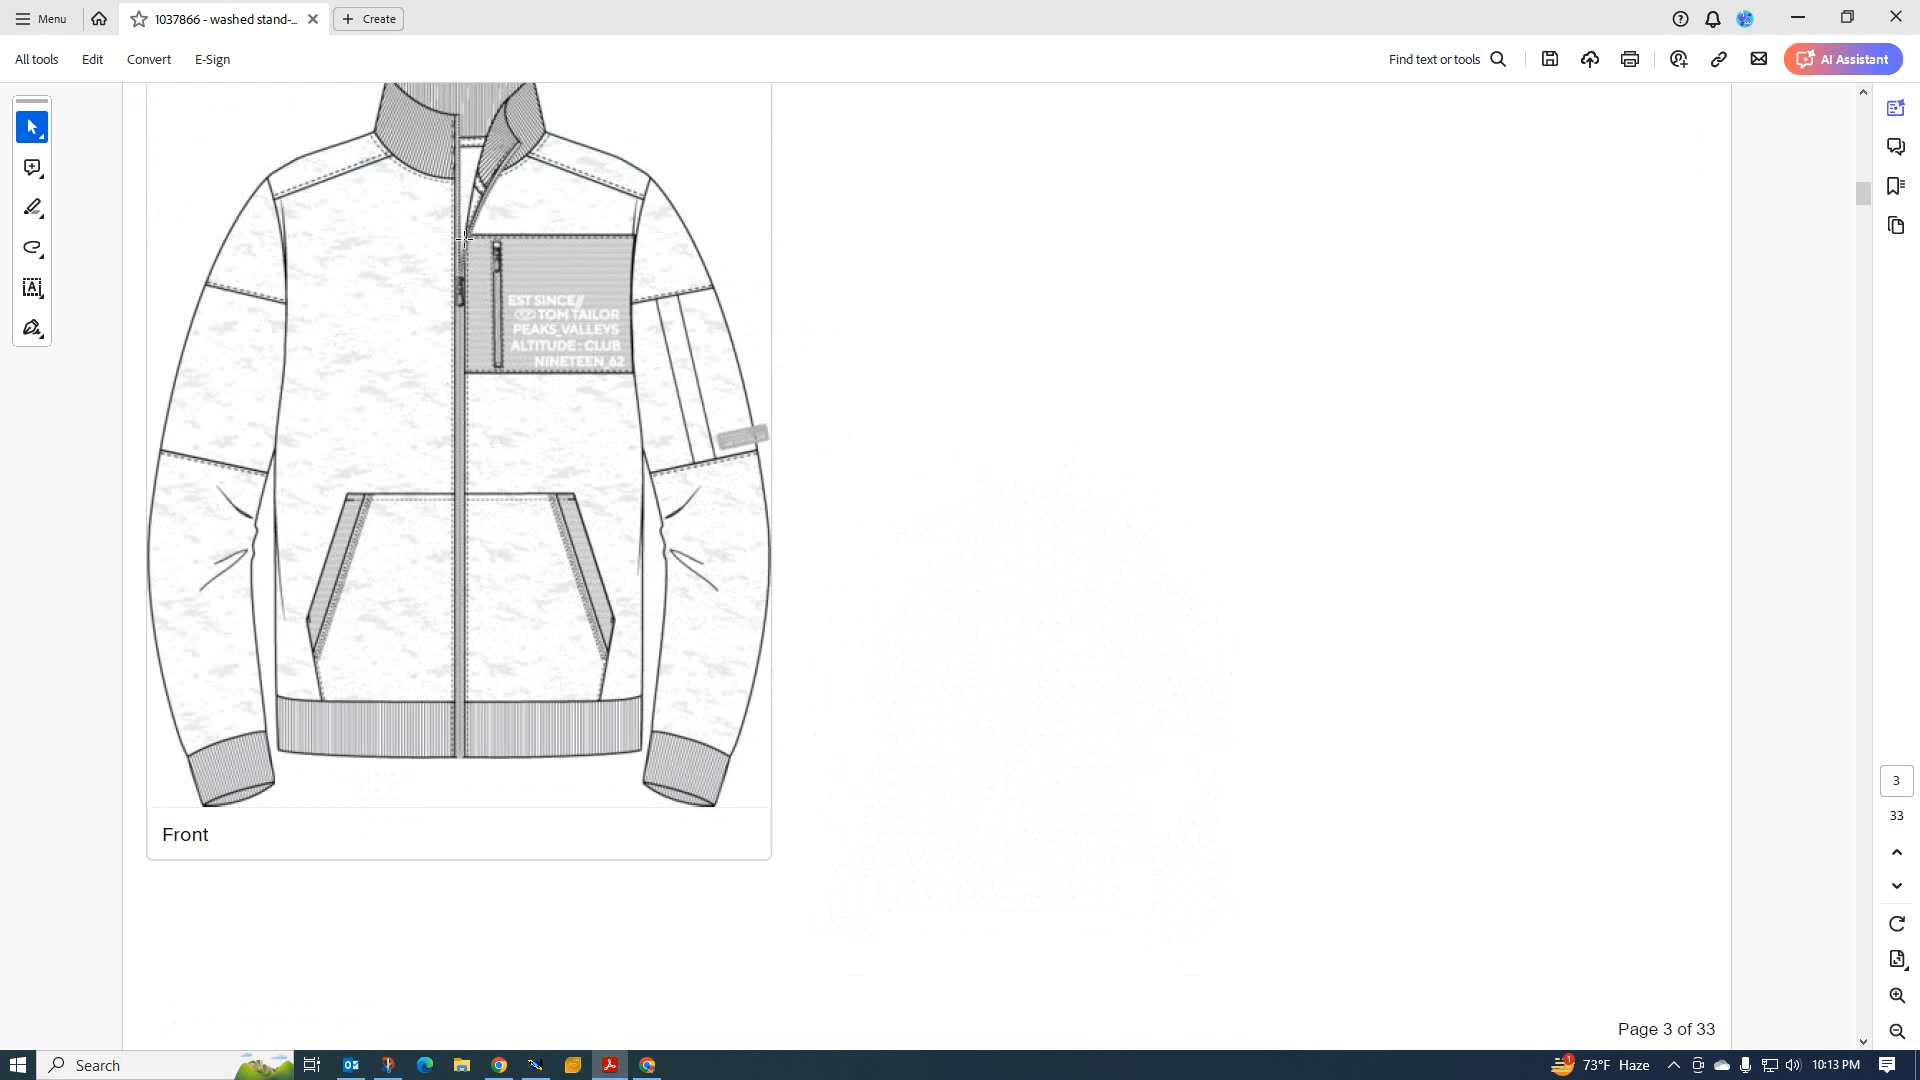 Menu
1037866 - washed stand-...
Create
All tools
Edit
Convert
E-Sign
Find text or tools
AI Assistant
EST SINCE//
TOM TAILOR
PEAKS_VALLEYS
ALTITUDE : CLUB
NINETEEN_62
Front
3
33
Page 3 of 33
Search
1
73°F Haze
10:13 PM